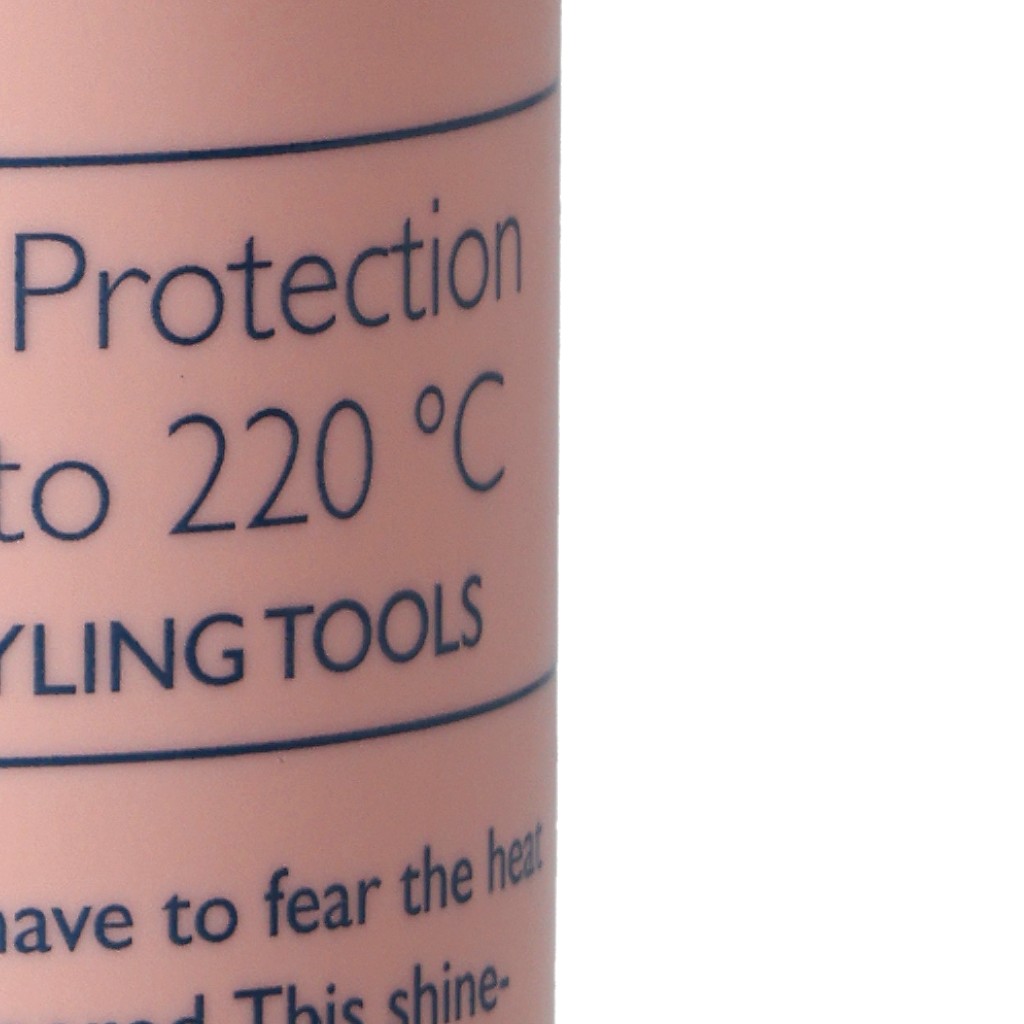 Protection
to 220 °C
YLING TOOLS
have to fear the heat
This shine-